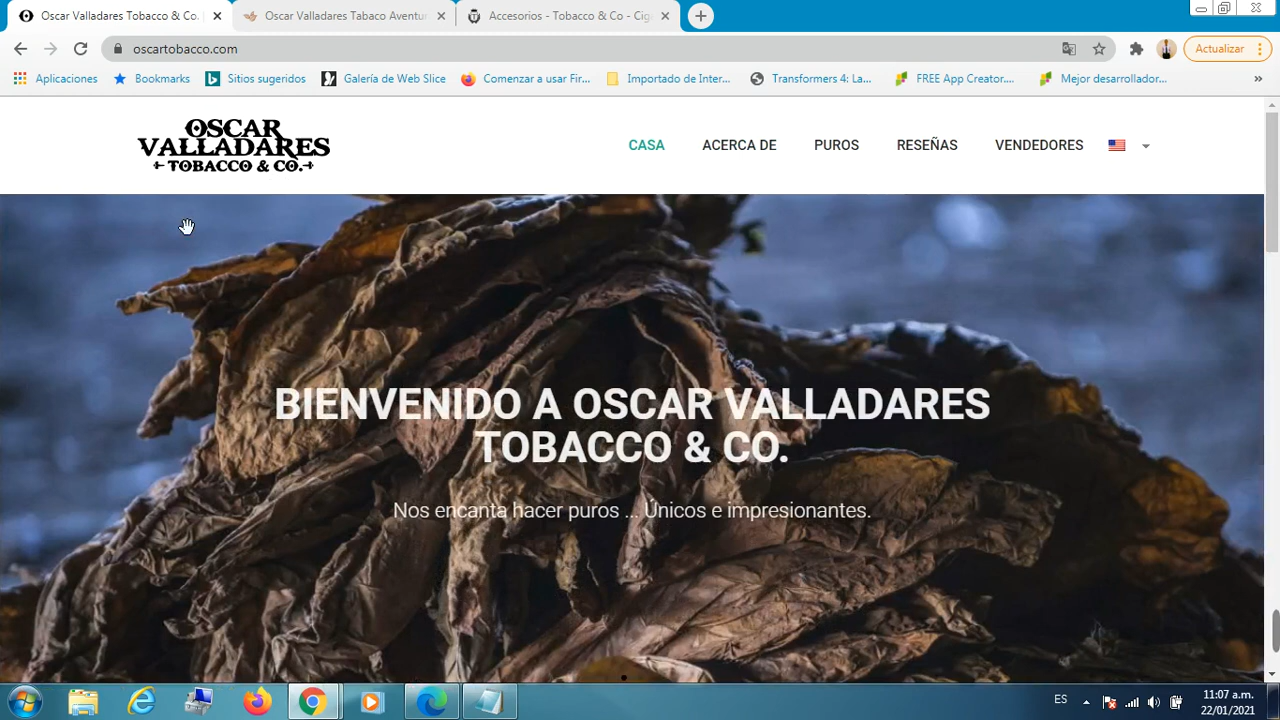 Oscar Valladares Tobacco & Co. |
Oscar Valladares Tabaco Aventur
Accesorios - Tobacco & Co - Cig
oscartobacco.com
Actualizar
Aplicaciones
Bookmarks
Sitios sugeridos
Galería de Web Slice
Comenzar a usar Fir...
Importado de Inter...
Transformers 4: La...
FREE App Creator....
Mejor desarrollador...
»
OSCAR
VALLADARES
TOBACCO & CO.
CASA
ACERCA DE
PUROS
RESEÑAS
VENDEDORES
BIENVENIDO A OSCAR VALLADARES
TOBACCO & CO.
Nos encanta hacer puros ... Únicos e impresionantes.
ES
11:07 a.m.
22/01/2021